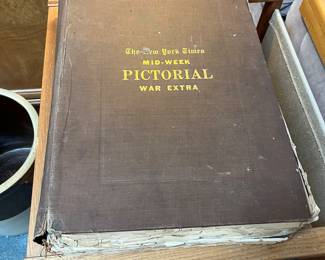 The New York Times
MID-WEEK
PICTORIAL
WAR EXTRA